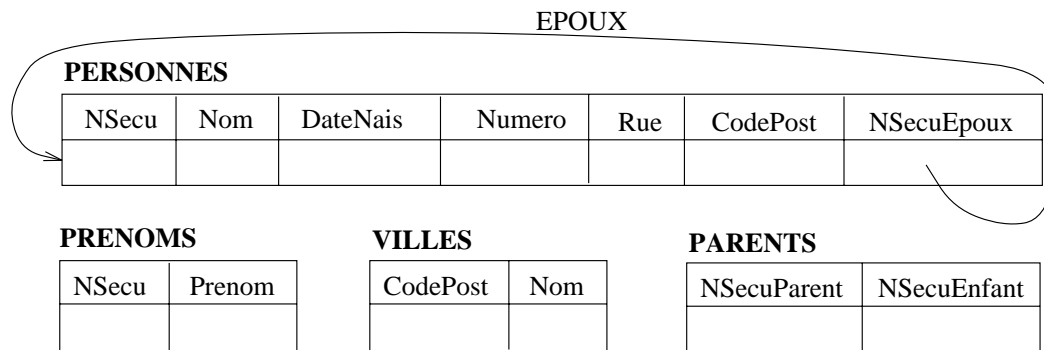 EPOUX
PERSONNES
NSecu Nom DateNais Numero Rue CodePost NSecuEpoux
PRENOMS VILLES PARENTS
NSecu Prenom CodePost Nom NSecuParent NSecuEnfant